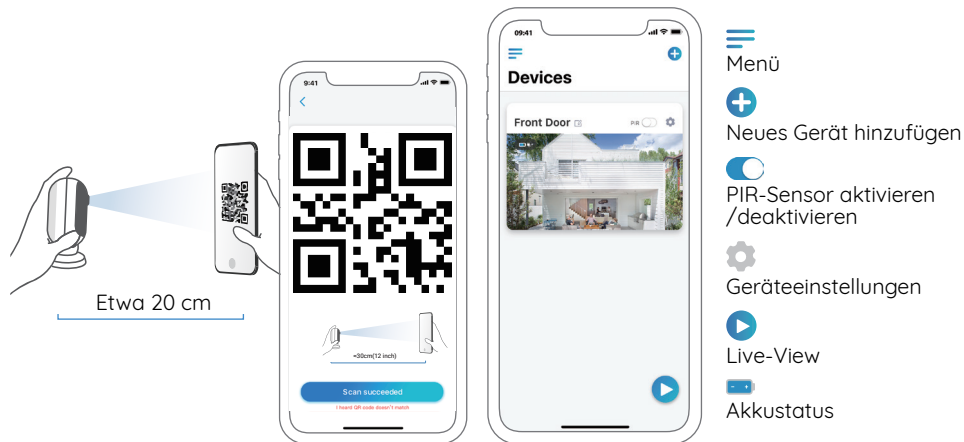 Etwa 20 cm
9:41
≈30cm(12 inch)
Scan succeeded
I heard QR code doesn't match
09:41
Devices
Front Door
PIR
Menü
Neues Gerät hinzufügen
PIR-Sensor aktivieren
/deaktivieren
Geräteeinstellungen
Live-View
Akkustatus